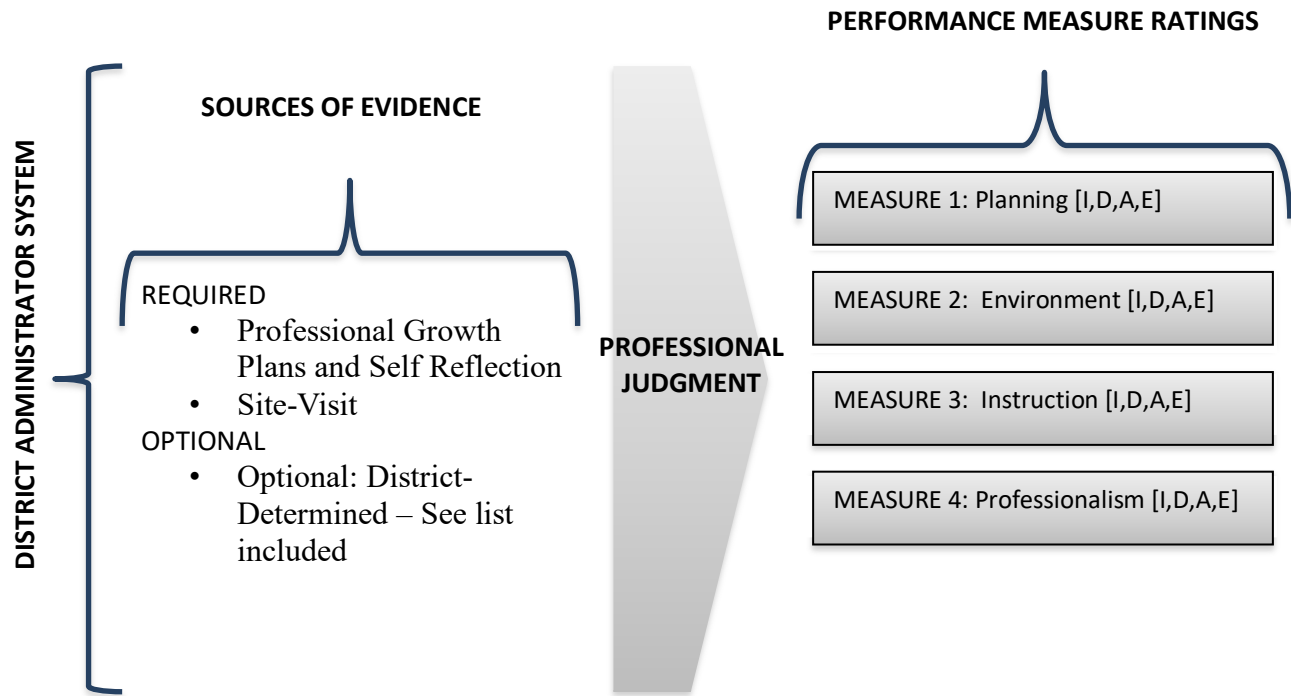 PERFORMANCE MEASURE RATINGS
DISTRICT ADMINISTRATOR SYSTEM
SOURCES OF EVIDENCE
REQUIRED
• Professional Growth
Plans and Self Reflection
• Site-Visit
OPTIONAL
• Optional: District-
Determined – See list
included
PROFESSIONAL
JUDGMENT
MEASURE 1: Planning [I,D,A,E]
MEASURE 2:  Environment [I,D,A,E]
MEASURE 3:  Instruction [I,D,A,E]
MEASURE 4: Professionalism [I,D,A,E]